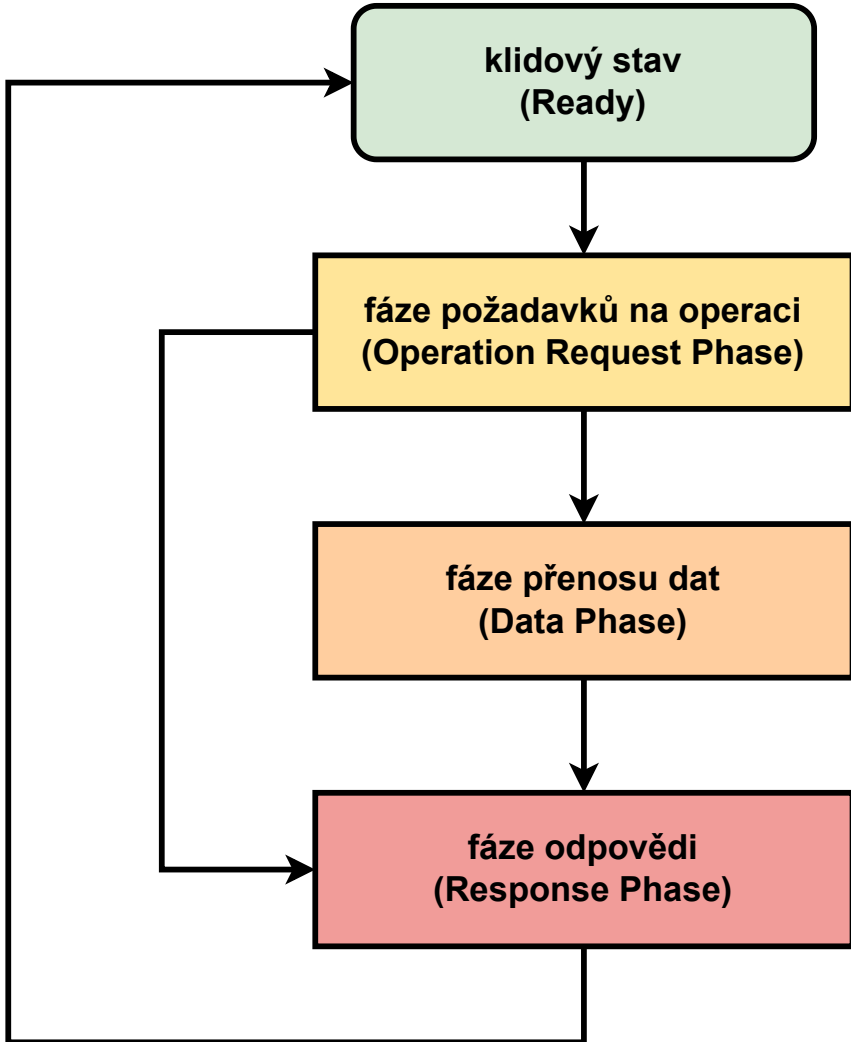 klidový stav
(Ready)
fáze požadavků na operaci
(Operation Request Phase)
fáze přenosu dat
(Data Phase)
fáze odpovědi
(Response Phase)